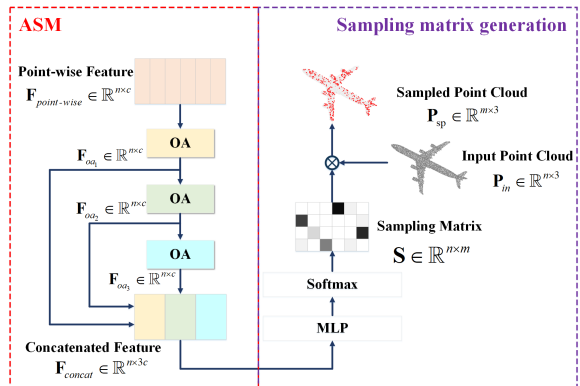 ASM
Point-wise Feature
F_{point-wise} ∈ ℝ^{n×c}
OA
F_{oa_1} ∈ ℝ^{n×c}
OA
F_{oa_2} ∈ ℝ^{n×c}
OA
F_{oa_3} ∈ ℝ^{n×c}
Concatenated Feature
F_{concat} ∈ ℝ^{n×3c}
Sampling matrix generation
Sampled Point Cloud
P_{sp} ∈ ℝ^{m×3}
Input Point Cloud
P_{in} ∈ ℝ^{n×3}
Sampling Matrix
S ∈ ℝ^{n×m}
Softmax
MLP